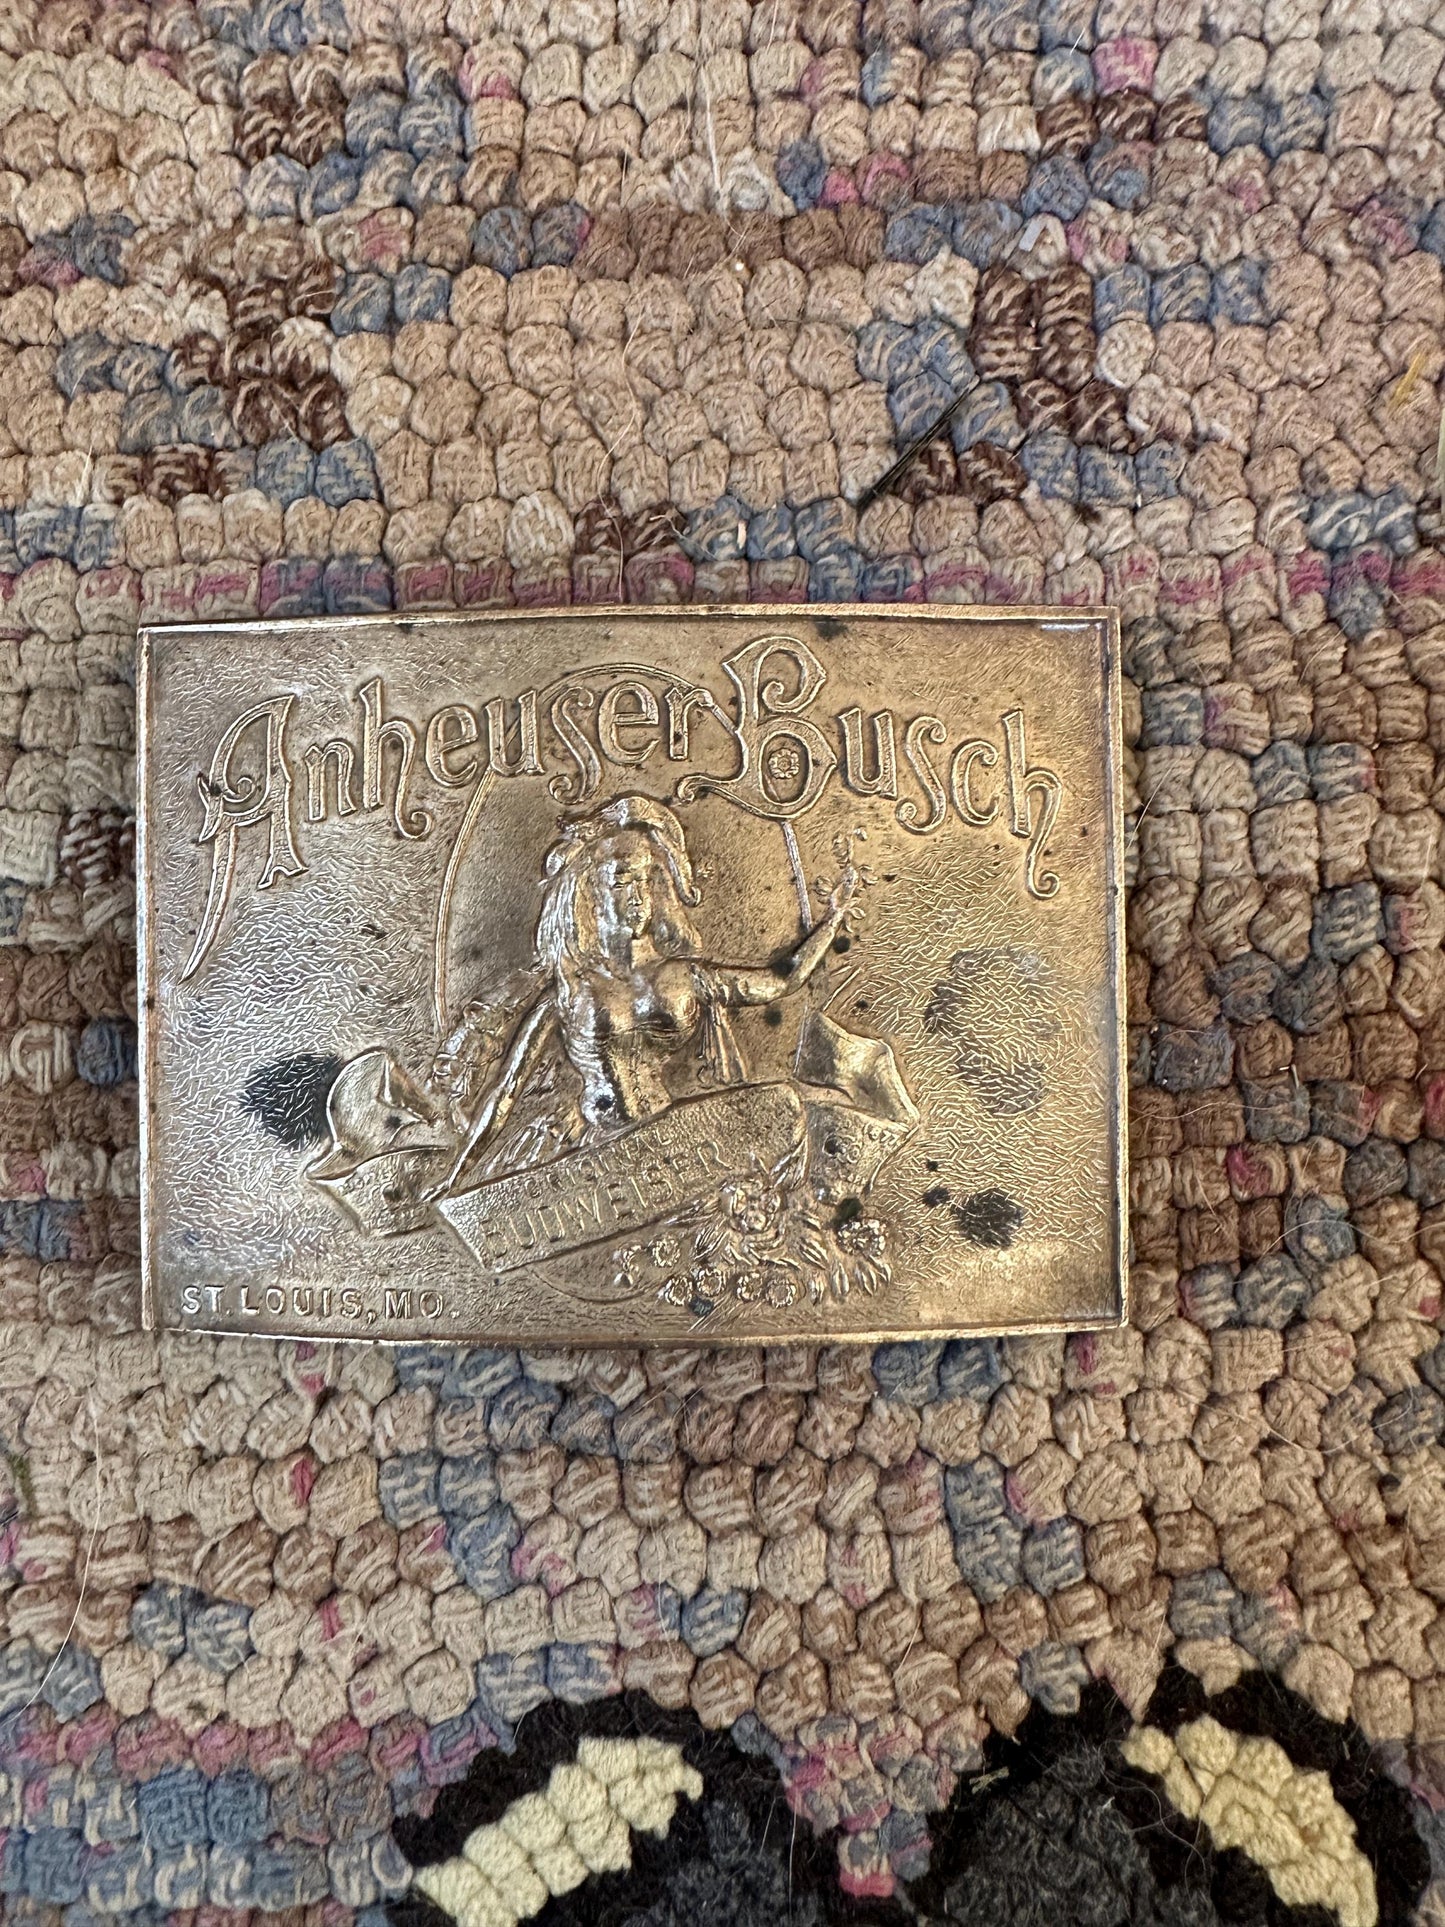 Anheuser Busch
ORIGINAL
BUDWEISER
ST. LOUIS, MO.